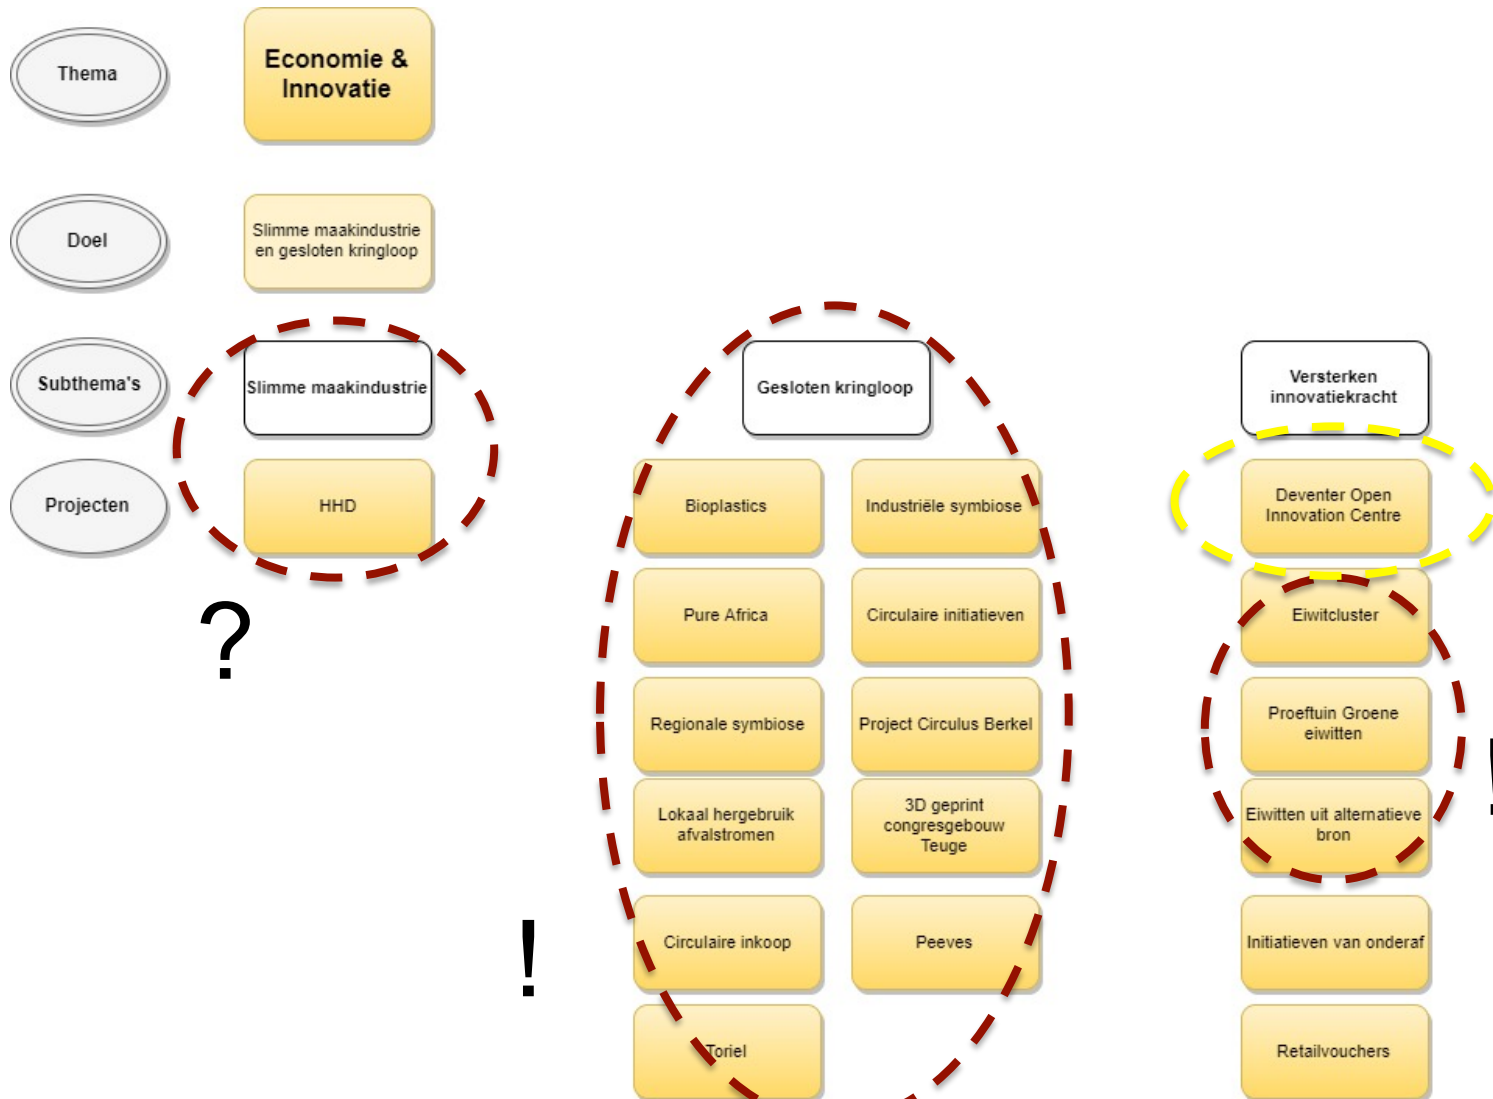 Thema
Economie &
Innovatie
Doel
Slimme maakindustrie
en gesloten kringloop
Subthema's
Slimme maakindustrie
Gesloten kringloop
Versterken
innovatiekracht
Projecten
HHD
Bioplastics
Industriële symbiose
Deventer Open
Innovation Centre
?
Pure Africa
Circulaire initiatieven
Eiwitcluster
Regionale symbiose
Project Circulus Berkel
Proeftuin Groene
eiwitten
!
Lokaal hergebruik
afvalstromen
3D geprint
congresgebouw
Teuge
Eiwitten uit alternatieve
bron
!
Circulaire inkoop
Peeves
Initiatieven van onderaf
Toriel
Retailvouchers